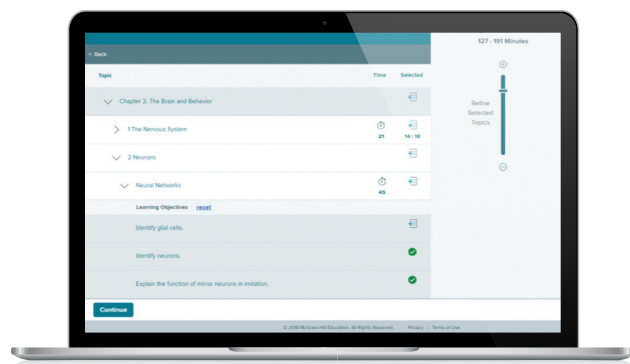 127 - 191 Minutes
< Back
Topic Time Selected
Chapter 2: The Brain and Behavior
Refine
Selected
Topics
1 The Nervous System
21 14 / 18
2 Neurons
Neural Networks
45
Learning Objectives reset
Identify glial cells.
Identify neurons.
Explain the function of mirror neurons in imitation.
Continue
© 2018 McGraw-Hill Education. All Rights Reserved. Privacy | Terms of Use